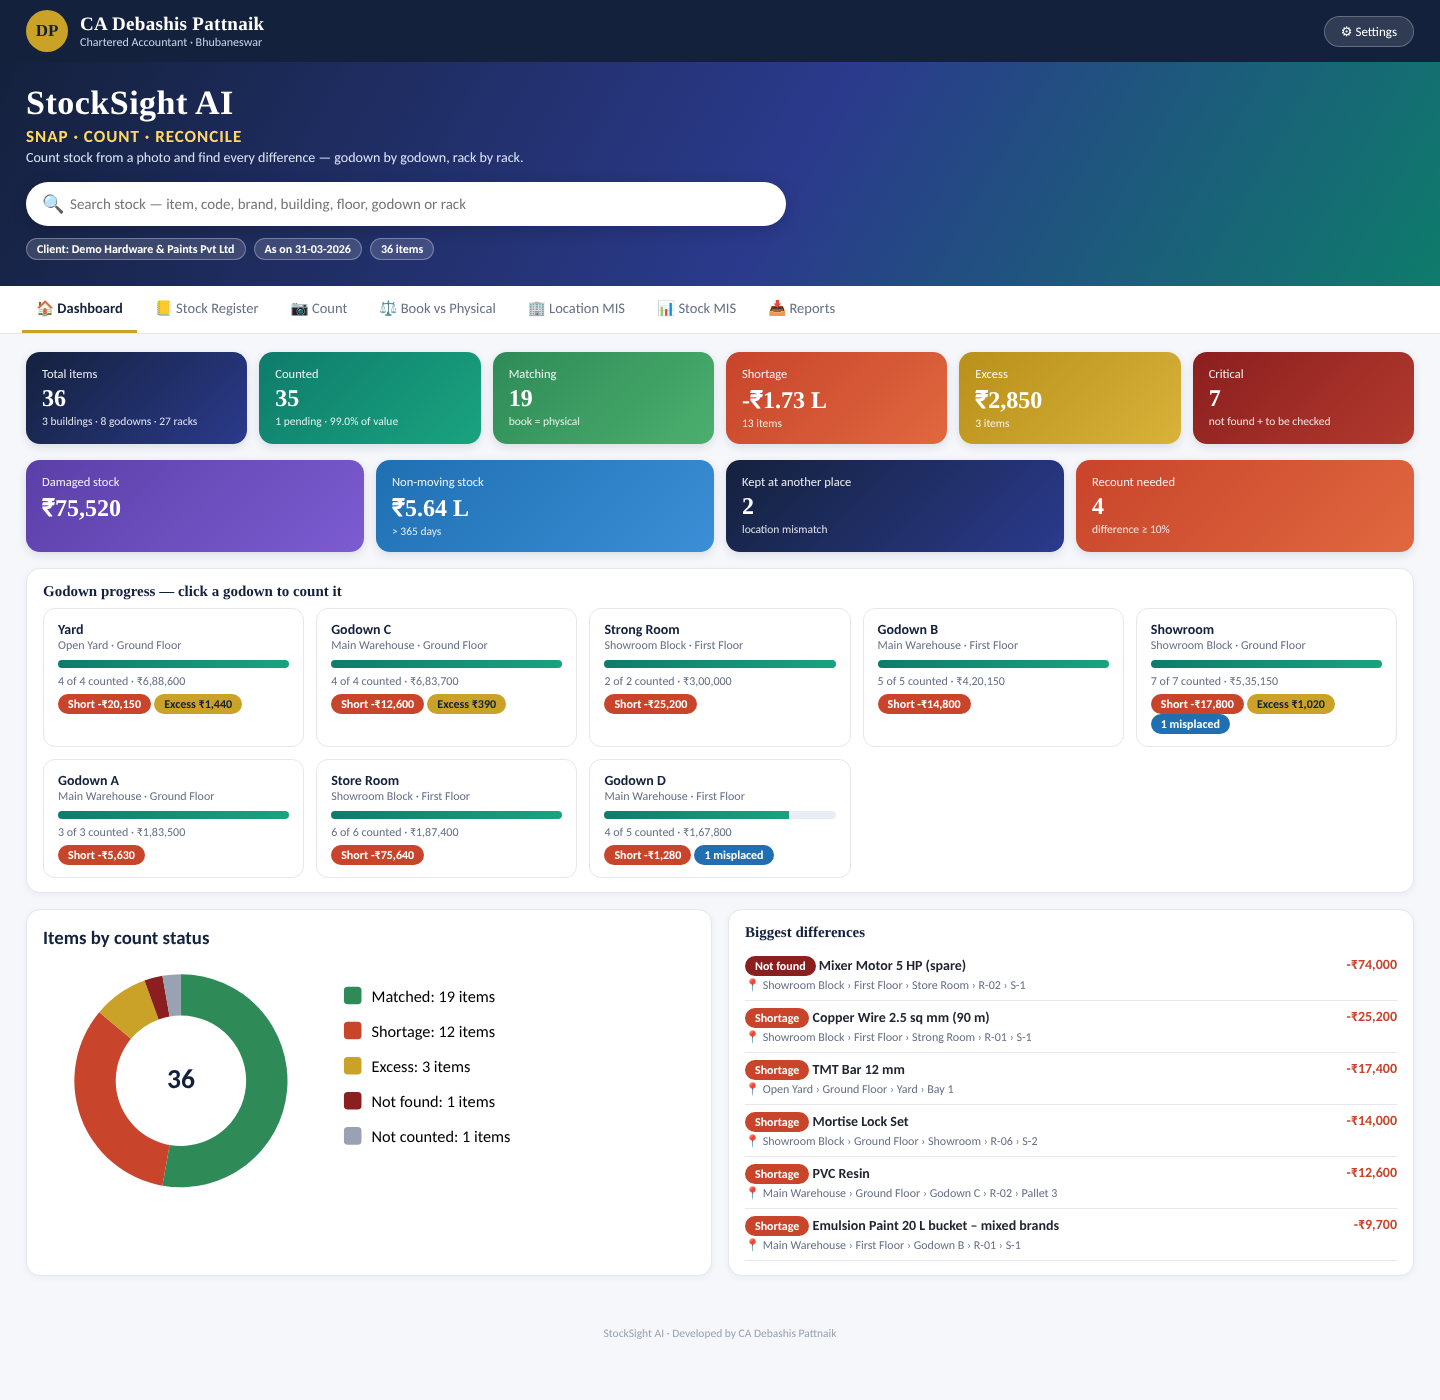 DP
CA Debashis Pattnaik
Chartered Accountant · Bhubaneswar
⚙ Settings
StockSight AI
SNAP · COUNT · RECONCILE
Count stock from a photo and find every difference — godown by godown, rack by rack.
🔍 Search stock — item, code, brand, building, floor, godown or rack
Client: Demo Hardware & Paints Pvt Ltd
As on 31-03-2026
36 items
🏠 Dashboard
📒 Stock Register
📷 Count
⚖️ Book vs Physical
🏢 Location MIS
📊 Stock MIS
📥 Reports
Total items
36
3 buildings · 8 godowns · 27 racks
Counted
35
1 pending · 99.0% of value
Matching
19
book = physical
Shortage
-₹1.73 L
13 items
Excess
₹2,850
3 items
Critical
7
not found + to be checked
Damaged stock
₹75,520
Non-moving stock
₹5.64 L
> 365 days
Kept at another place
2
location mismatch
Recount needed
4
difference ≥ 10%
Godown progress — click a godown to count it
Yard
Open Yard · Ground Floor
4 of 4 counted · ₹6,88,600
Short -₹20,150 Excess ₹1,440
Godown C
Main Warehouse · Ground Floor
4 of 4 counted · ₹6,83,700
Short -₹12,600 Excess ₹390
Strong Room
Showroom Block · First Floor
2 of 2 counted · ₹3,00,000
Short -₹25,200
Godown B
Main Warehouse · First Floor
5 of 5 counted · ₹4,20,150
Short -₹14,800
Showroom
Showroom Block · Ground Floor
7 of 7 counted · ₹5,35,150
Short -₹17,800 Excess ₹1,020
1 misplaced
Godown A
Main Warehouse · Ground Floor
3 of 3 counted · ₹1,83,500
Short -₹5,630
Store Room
Showroom Block · First Floor
6 of 6 counted · ₹1,87,400
Short -₹75,640
Godown D
Main Warehouse · First Floor
4 of 5 counted · ₹1,67,800
Short -₹1,280 1 misplaced
Items by count status
36
Matched: 19 items
Shortage: 12 items
Excess: 3 items
Not found: 1 items
Not counted: 1 items
Biggest differences
Not found Mixer Motor 5 HP (spare) -₹74,000
📍 Showroom Block › First Floor › Store Room › R-02 › S-1
Shortage Copper Wire 2.5 sq mm (90 m) -₹25,200
📍 Showroom Block › First Floor › Strong Room › R-01 › S-1
Shortage TMT Bar 12 mm -₹17,400
📍 Open Yard › Ground Floor › Yard › Bay 1
Shortage Mortise Lock Set -₹14,000
📍 Showroom Block › Ground Floor › Showroom › R-06 › S-2
Shortage PVC Resin -₹12,600
📍 Main Warehouse › Ground Floor › Godown C › R-02 › Pallet 3
Shortage Emulsion Paint 20 L bucket – mixed brands -₹9,700
📍 Main Warehouse › First Floor › Godown B › R-01 › S-1
StockSight AI · Developed by CA Debashis Pattnaik